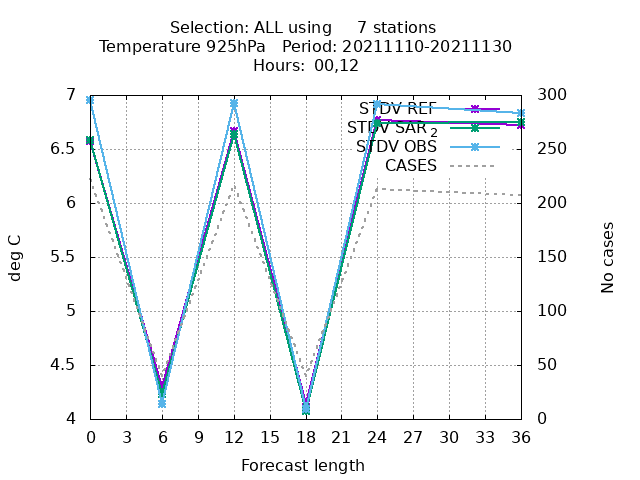 Selection: ALL using     7 stations
Temperature 925hPa   Period: 20211110-20211130
Hours:  00,12
7 300
STDV REF
STDV SAR 2
6.5 STDV OBS 250
CASES
6 200
5.5 150
deg C No cases
5 100
4.5 50
4 0
0 3 6 9 12 15 18 21 24 27 30 33 36
Forecast length